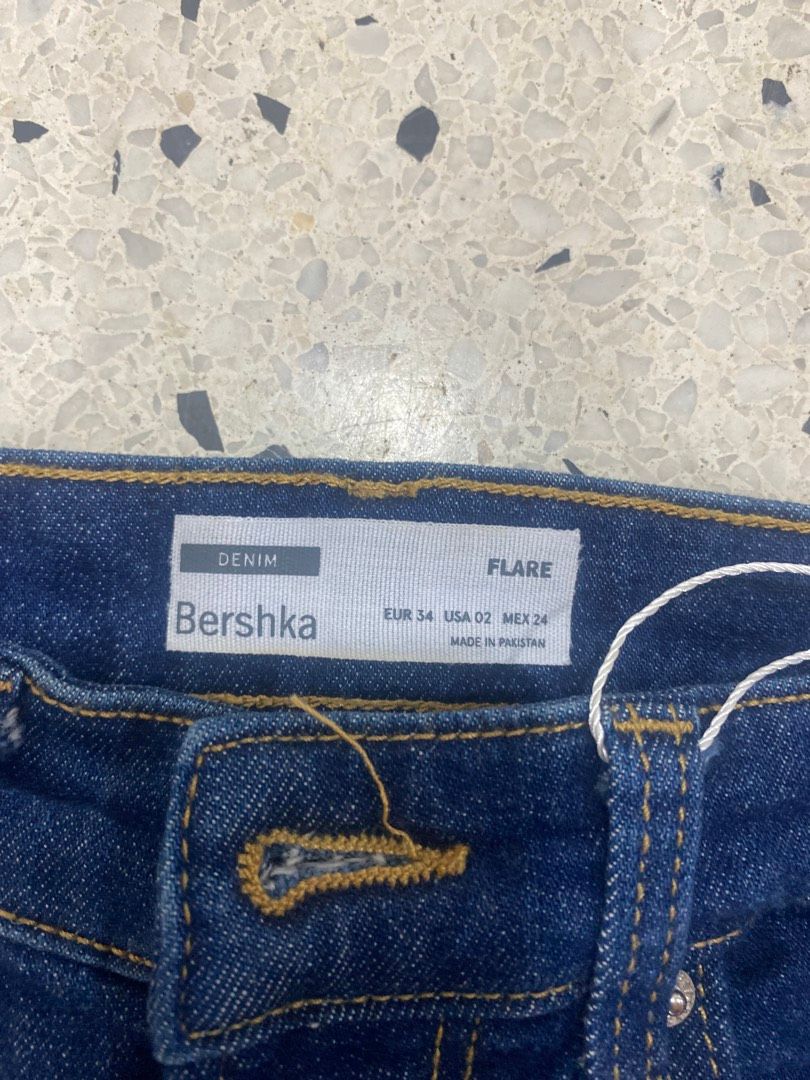 DENIM
FLARE
Bershka
EUR 34 USA 02 MEX 24
MADE IN PAKISTAN